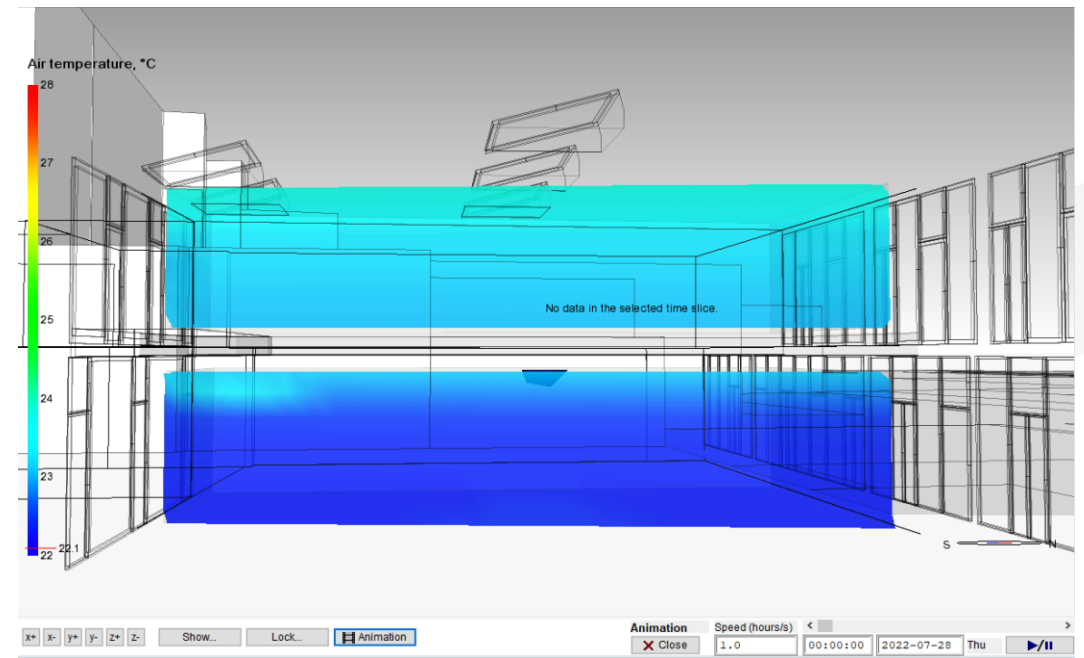 Air temperature, °C
28
27
26
25
24
23
22.1
22
No data in the selected time slice.
S N
x+ x- y+ y- z+ z- Show... Lock... Animation
Animation Speed (hours/s) < >
X Close 1.0 00:00:00 2022-07-28 Thu